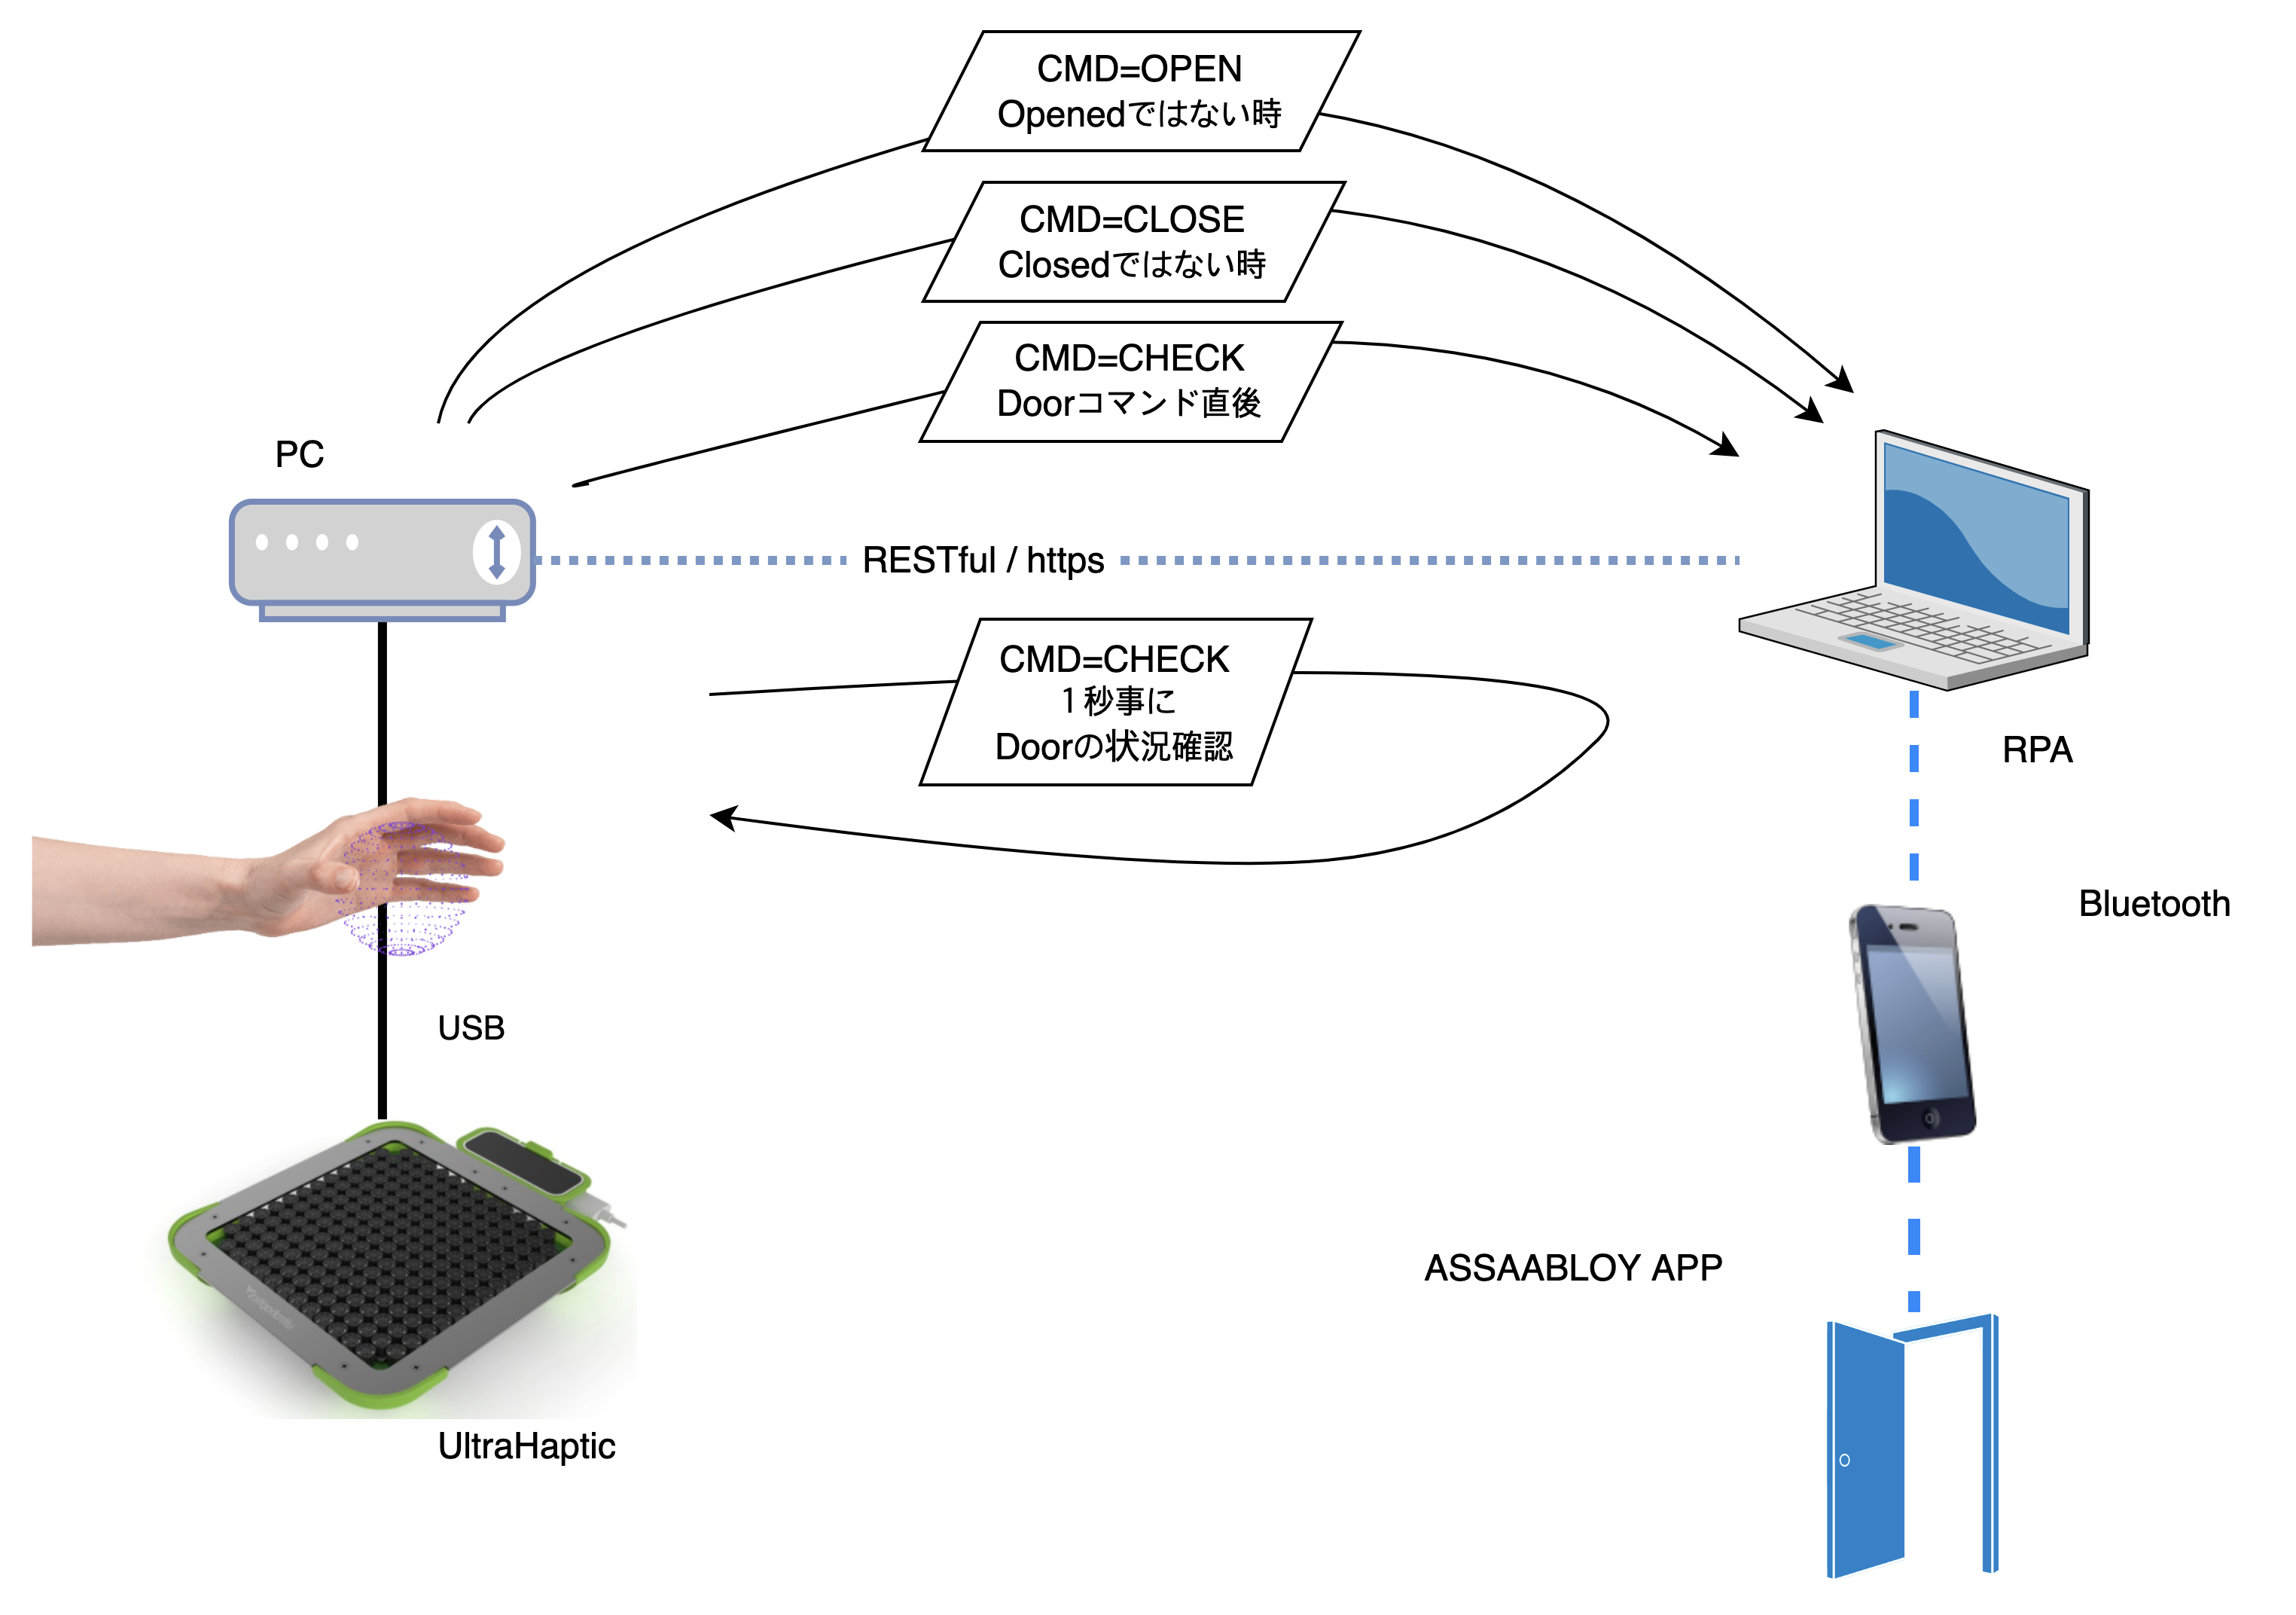 CMD=OPEN
Openedではない時
CMD=CLOSE
Closedではない時
CMD=CHECK
Doorコマンド直後
PC
RESTful / https
CMD=CHECK
１秒事に
Doorの状況確認
RPA
Bluetooth
USB
ASSAABLOY APP
UltraHaptic